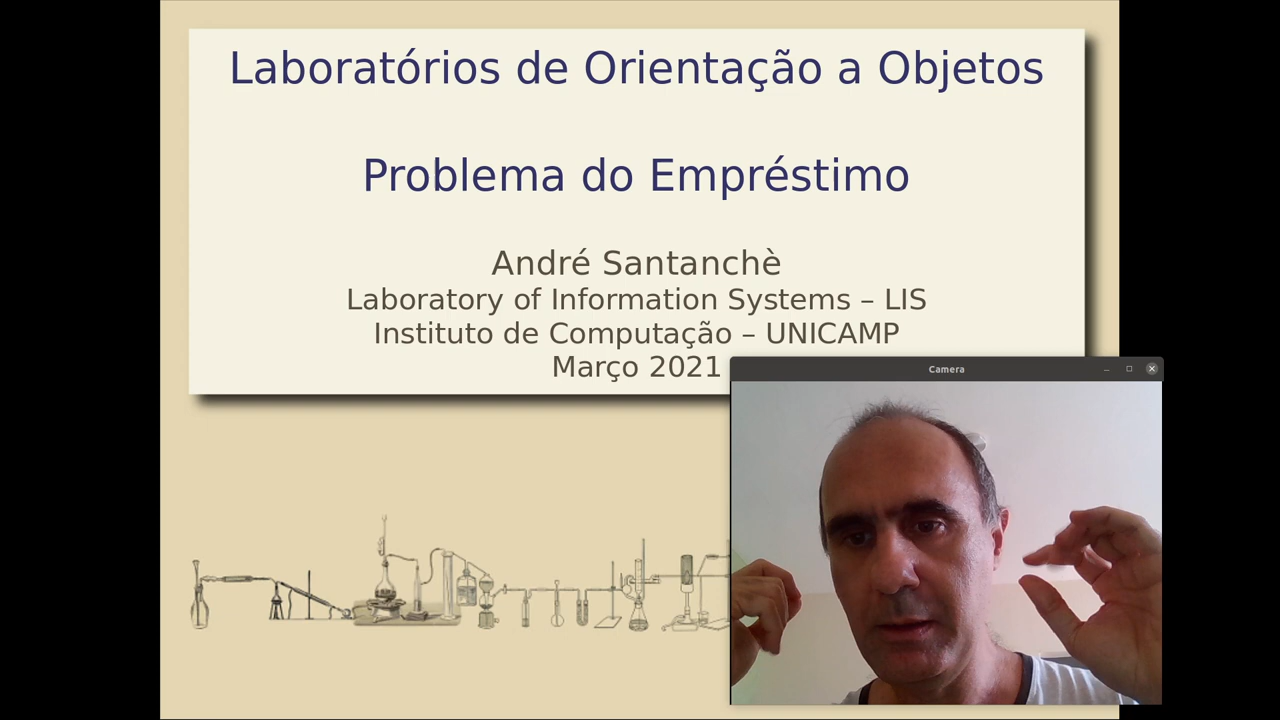 Laboratórios de Orientação a Objetos
Problema do Empréstimo
André Santanchè
Laboratory of Information Systems – LIS
Instituto de Computação – UNICAMP
Março 2021
Camera